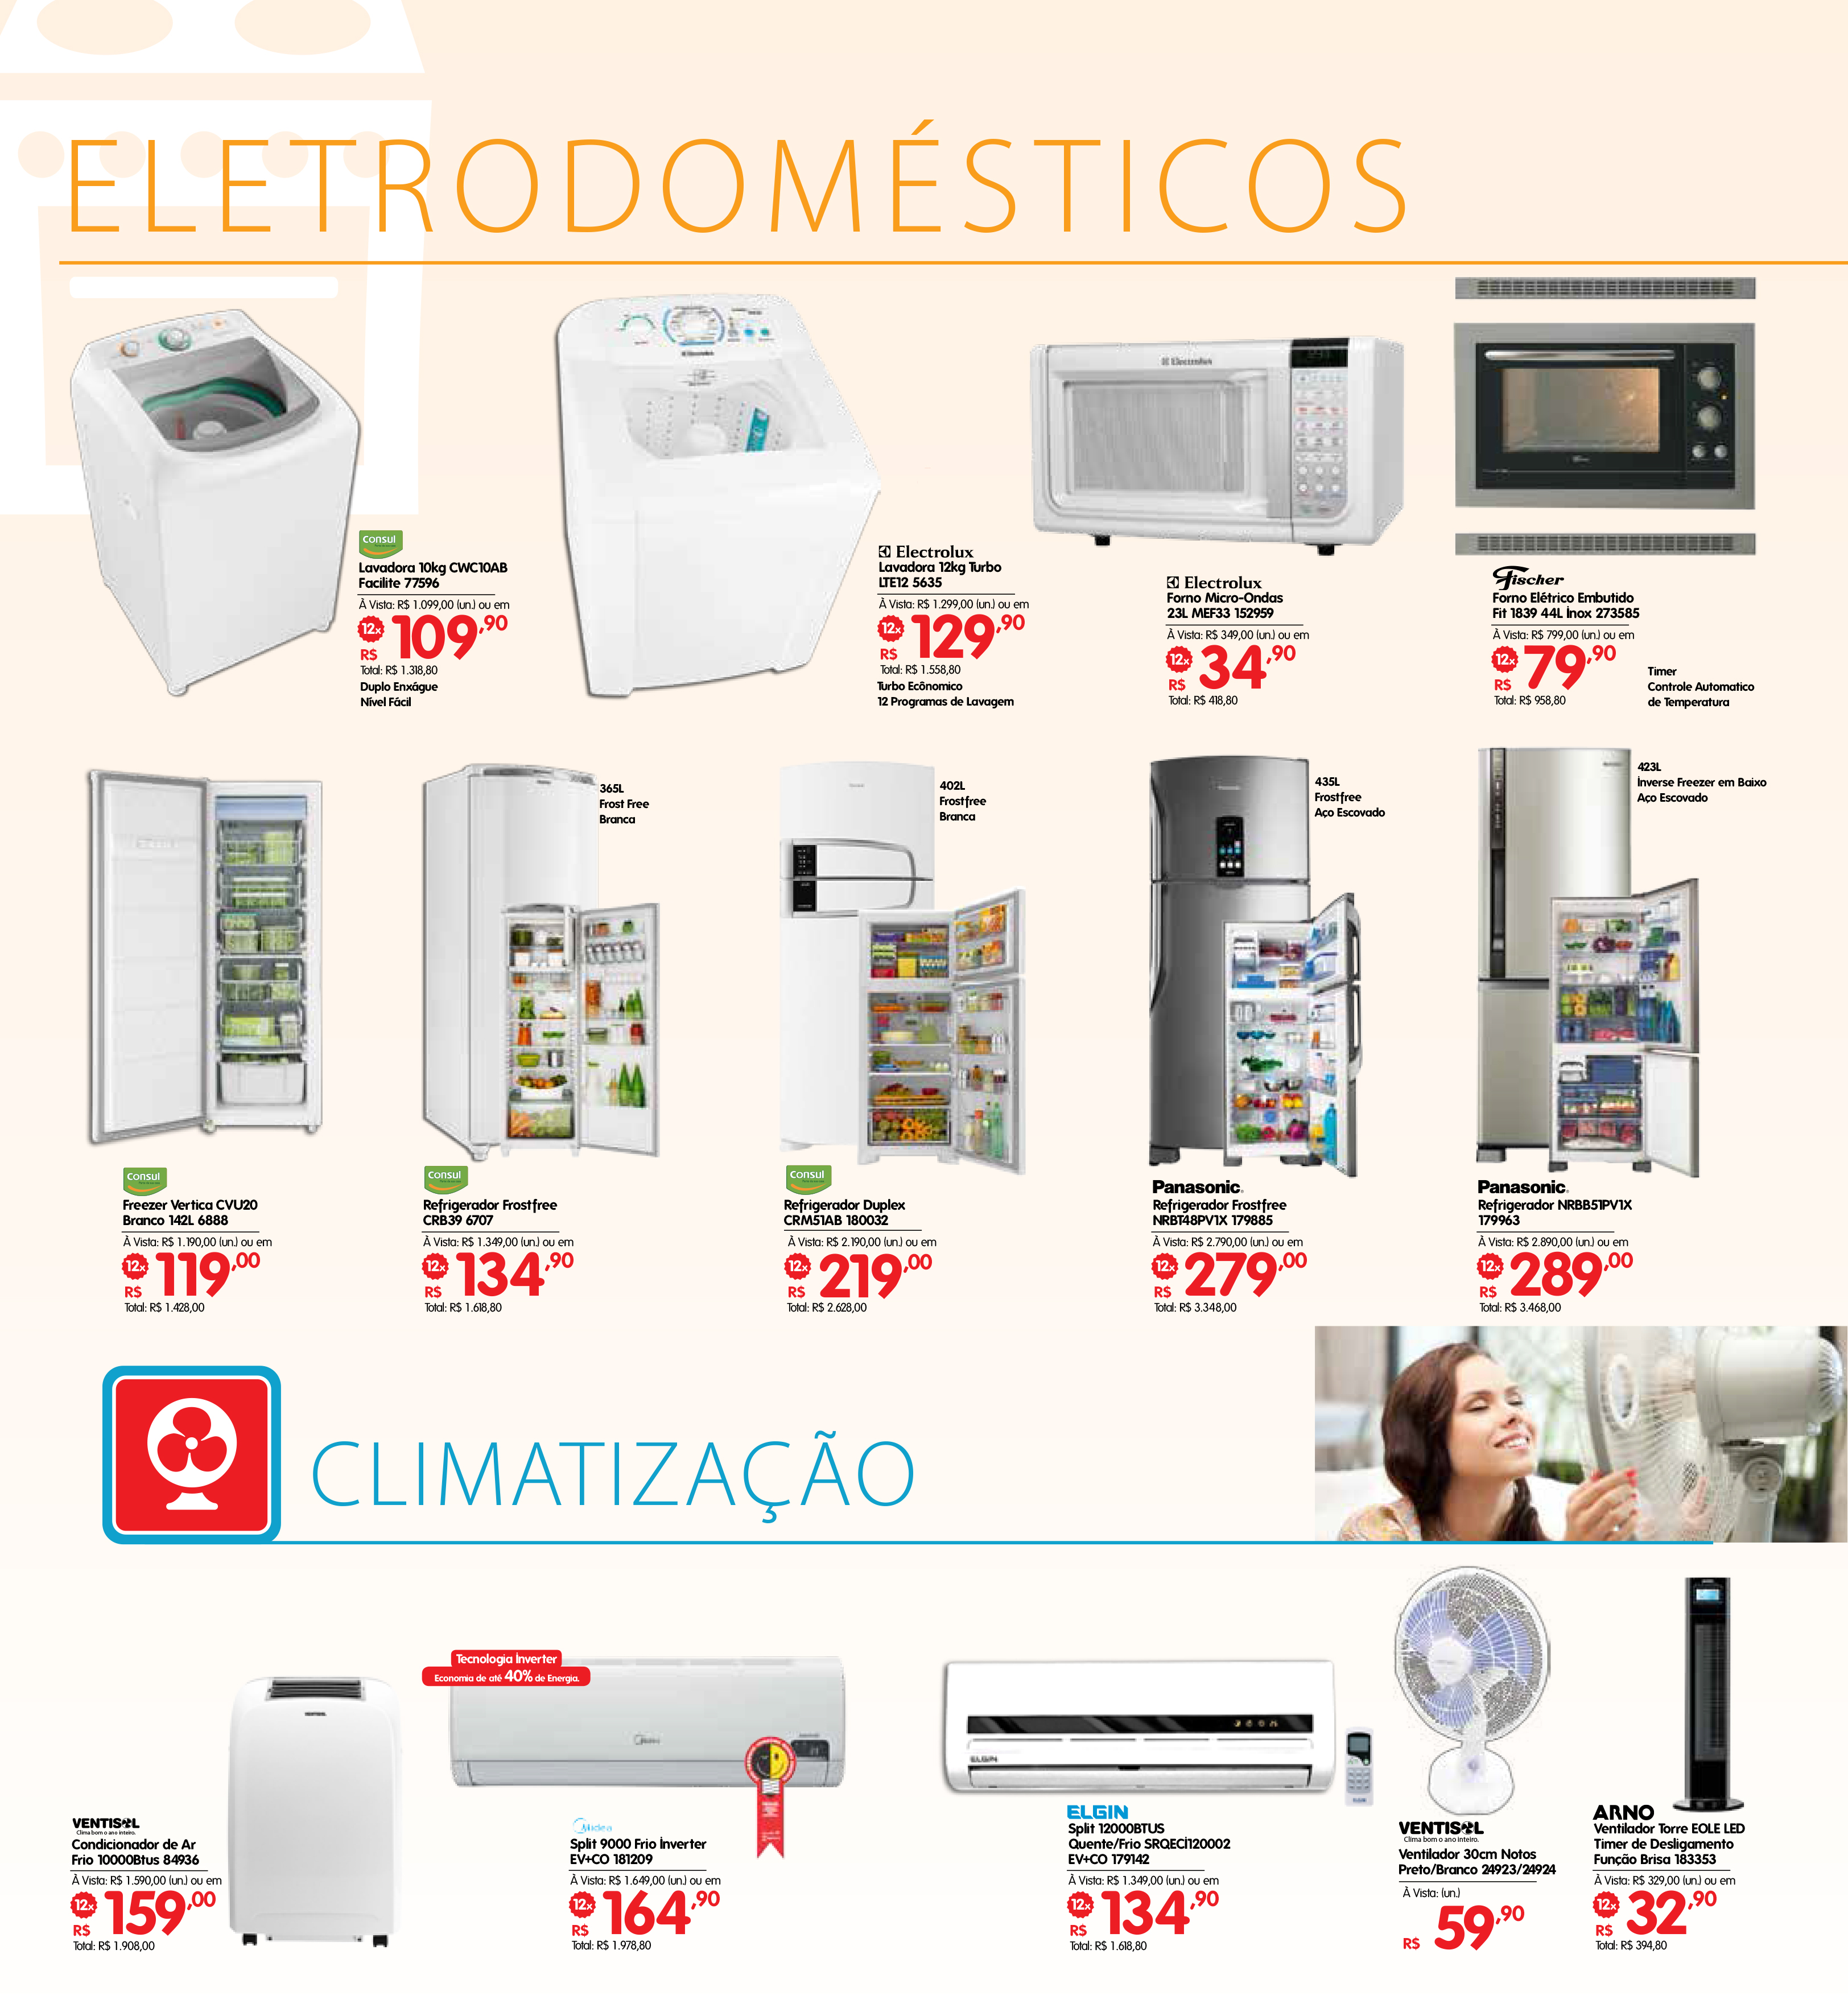 ELETRODOMÉSTICOS
Electrolux
Electrolux
Consul
Lavadora 10kg CWC10AB
Facilite 77596
À Vista: R$ 1.099,00 (un.) ou em
12x R$ 109,90
Total: R$ 1.318,80
Duplo Enxágue
Nível Fácil
Electrolux
Lavadora 12kg Turbo
LTE12 5635
À Vista: R$ 1.299,00 (un.) ou em
12x R$ 129,90
Total: R$ 1.558,80
Turbo Ecônomico
12 Programas de Lavagem
Electrolux
Forno Micro-Ondas
23L MEF33 152959
À Vista: R$ 349,00 (un.) ou em
12x R$ 34,90
Total: R$ 418,80
Fischer
Forno Elétrico Embutido
Fit 1839 44L İnox 273585
À Vista: R$ 799,00 (un.) ou em
12x R$ 79,90
Total: R$ 958,80
Timer
Controle Automatico
de Temperatura
365L
Frost Free
Branca
402L
Frostfree
Branca
435L
Frostfree
Aço Escovado
423L
İnverse Freezer em Baixo
Aço Escovado
Consul
Freezer Vertica CVU20
Branco 142L 6888
À Vista: R$ 1.190,00 (un.) ou em
12x R$ 119,00
Total: R$ 1.428,00
Consul
Refrigerador Frostfree
CRB39 6707
À Vista: R$ 1.349,00 (un.) ou em
12x R$ 134,90
Total: R$ 1.618,80
Consul
Refrigerador Duplex
CRM51AB 180032
À Vista: R$ 2.190,00 (un.) ou em
12x R$ 219,00
Total: R$ 2.628,00
Panasonic
Refrigerador Frostfree
NRBT48PV1X 179885
À Vista: R$ 2.790,00 (un.) ou em
12x R$ 279,00
Total: R$ 3.348,00
Panasonic
Refrigerador NRBB51PV1X
179963
À Vista: R$ 2.890,00 (un.) ou em
12x R$ 289,00
Total: R$ 3.468,00
CLIMATIZAÇÃO
Tecnologia İnverter
Economia de até 40% de Energia.
VENTISOL
Midea
ELGIN
VENTISOL
Clima bom o ano inteiro.
Condicionador de Ar
Frio 10000Btus 84936
À Vista: R$ 1.590,00 (un.) ou em
12x R$ 159,00
Total: R$ 1.908,00
Midea
Split 9000 Frio İnverter
EV+CO 181209
À Vista: R$ 1.649,00 (un.) ou em
12x R$ 164,90
Total: R$ 1.978,80
ELGIN
Split 12000BTUS
Quente/Frio SRQECİ120002
EV+CO 179142
À Vista: R$ 1.349,00 (un.) ou em
12x R$ 134,90
Total: R$ 1.618,80
VENTISOL
Clima bom o ano inteiro.
Ventilador 30cm Notos
Preto/Branco 24923/24924
À Vista: (un.)
R$ 59,90
ARNO
Ventilador Torre EOLE LED
Timer de Desligamento
Função Brisa 183353
À Vista: R$ 329,00 (un.) ou em
12x R$ 32,90
Total: R$ 394,80